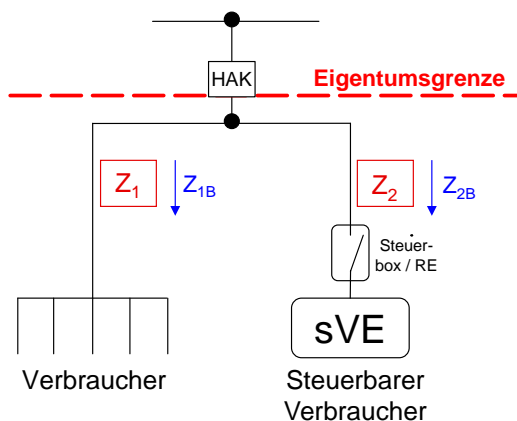 HAK
Eigentumsgrenze
Z1
Z1B
Z2
Z2B
Steuer-
box / RE
sVE
Verbraucher
Steuerbarer
Verbraucher